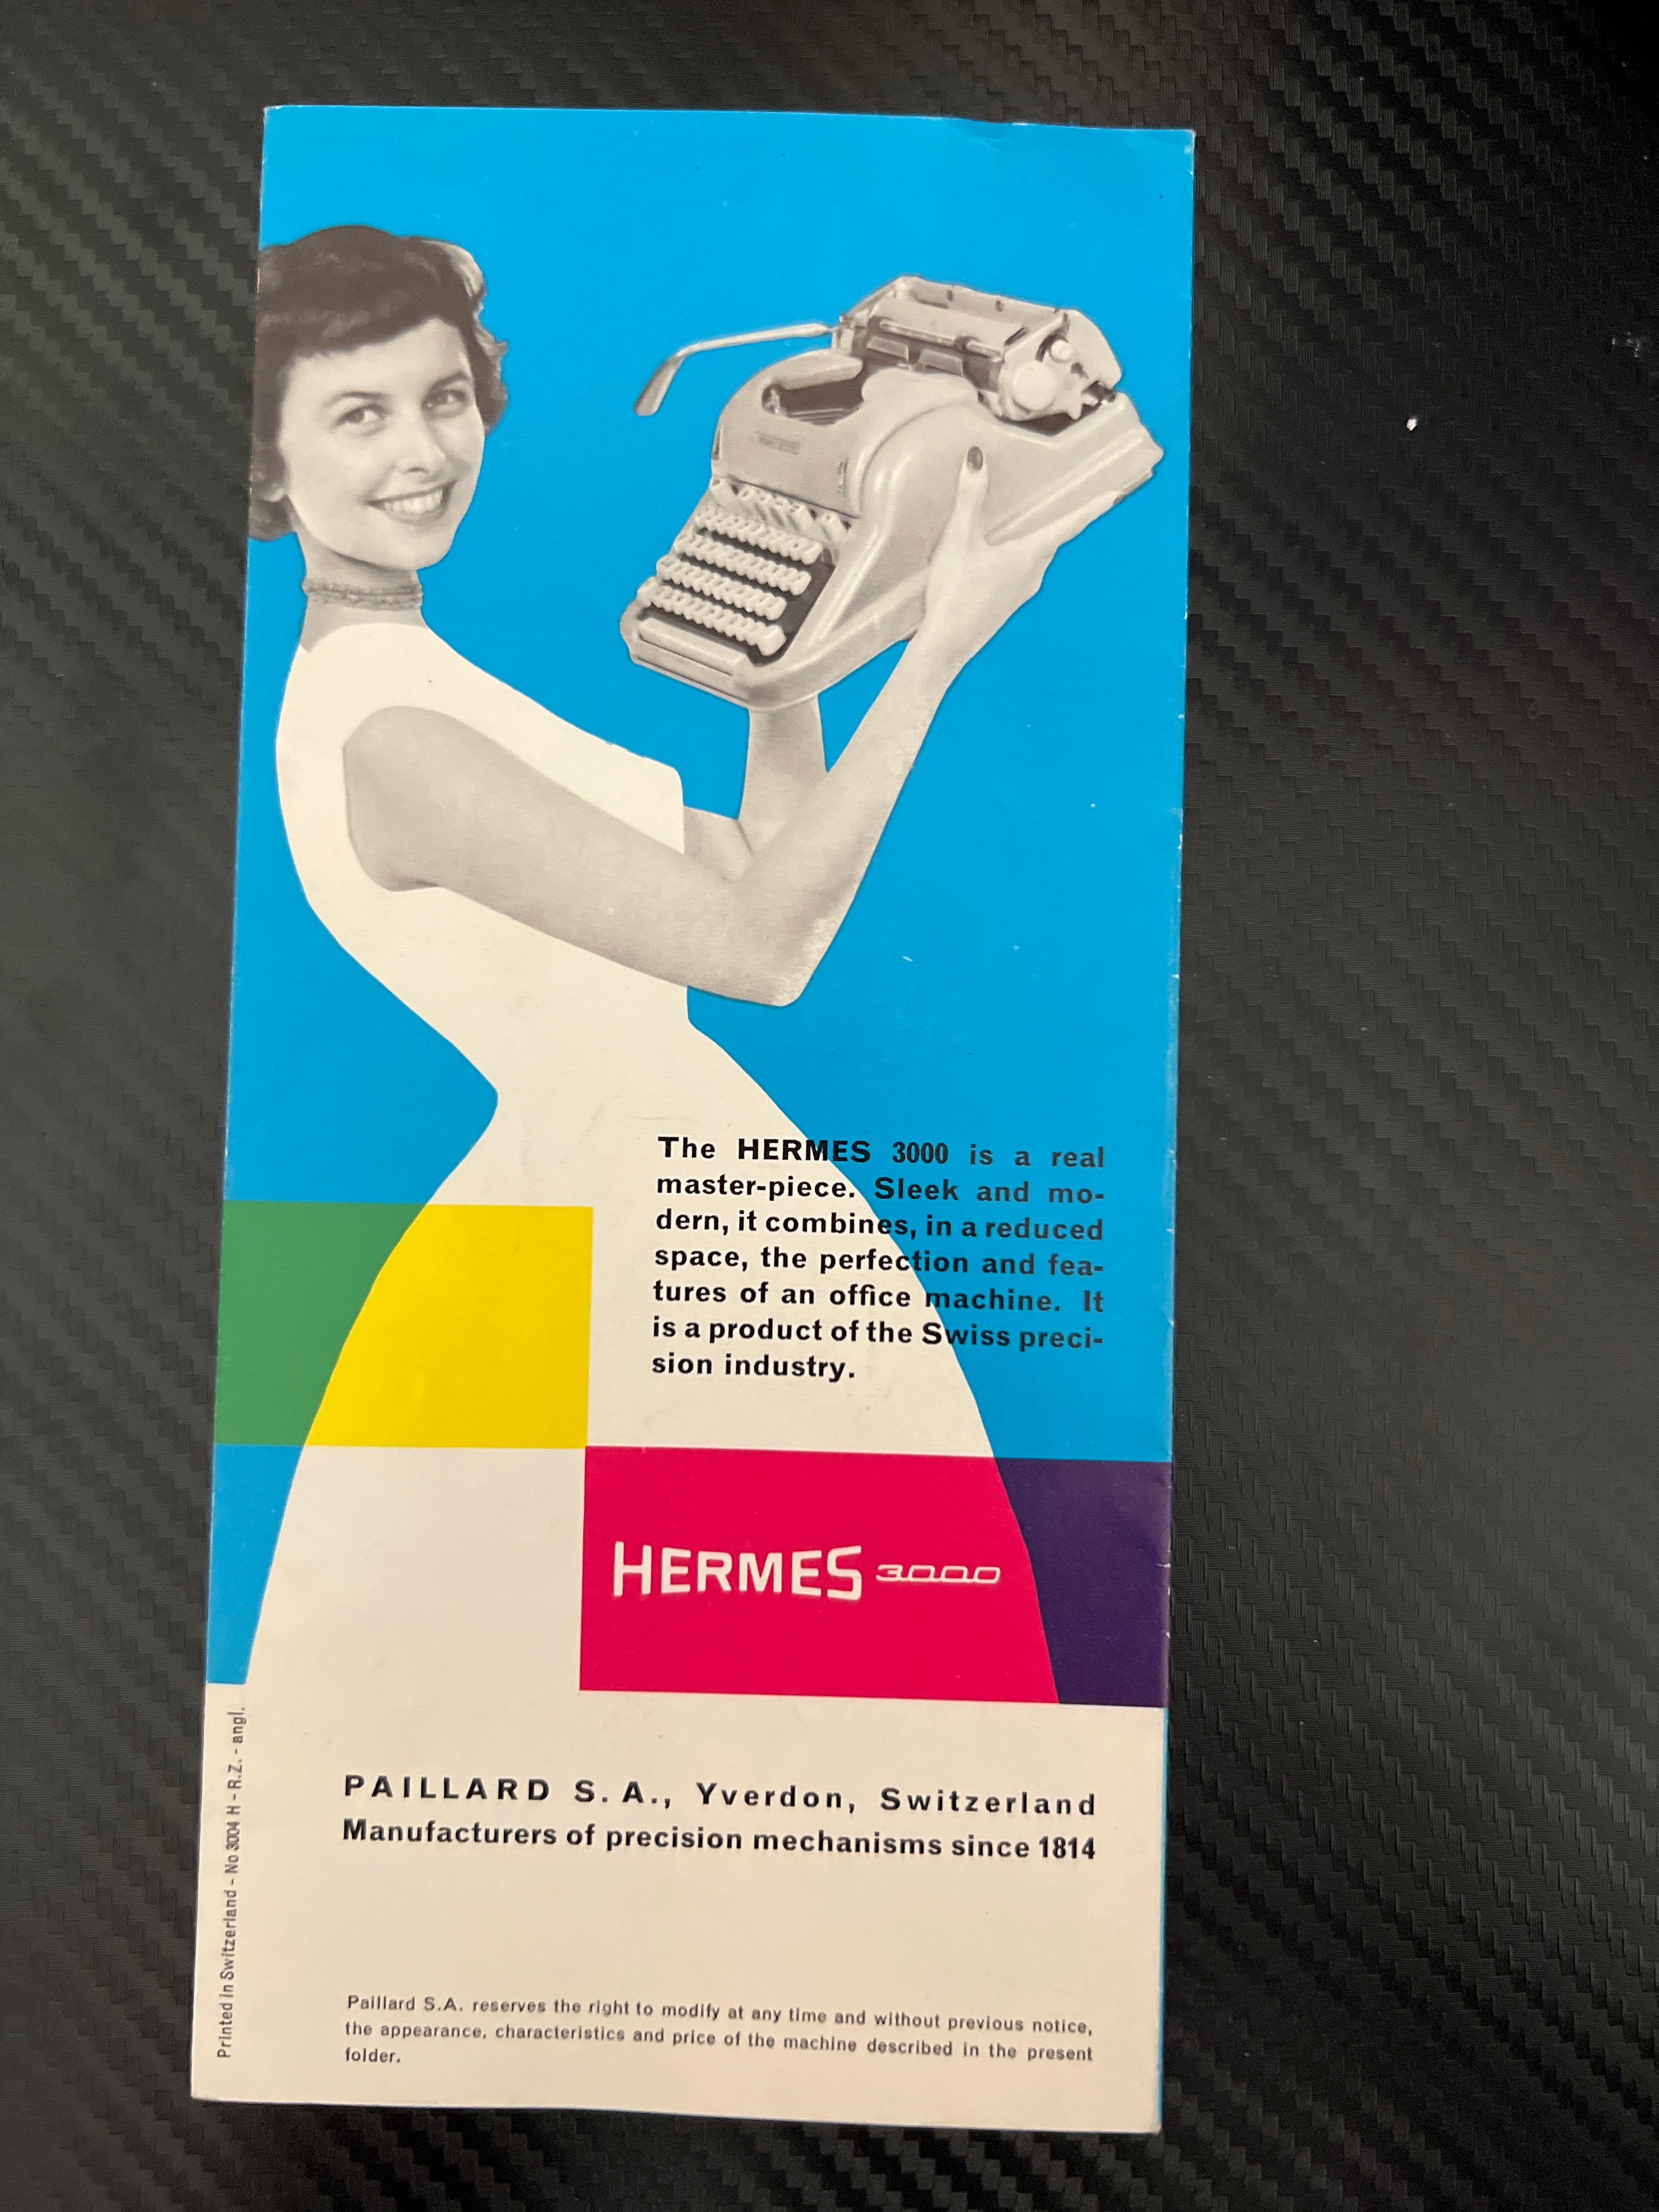 The HERMES 3000 is a real
master-piece. Sleek and mo-
dern, it combines, in a reduced
space, the perfection and fea-
tures of an office machine. It
is a product of the Swiss preci-
sion industry.
HERMES 3000
PAILLARD S. A., Yverdon, Switzerland
Manufacturers of precision mechanisms since 1814
Printed in Switzerland - No 3004 H - R.Z. - angl.
Paillard S.A. reserves the right to modify at any time and without previous notice,
the appearance, characteristics and price of the machine described in the present
folder.